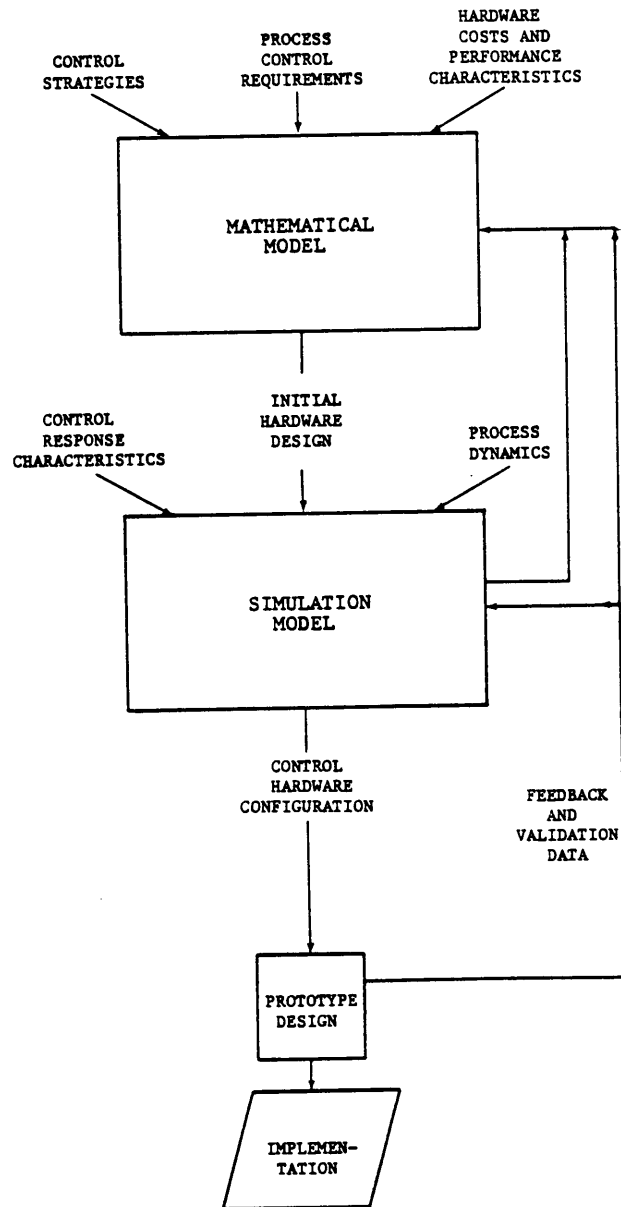 CONTROL
STRATEGIES
PROCESS
CONTROL
REQUIREMENTS
HARDWARE
COSTS AND
PERFORMANCE
CHARACTERISTICS
MATHEMATICAL
MODEL
INITIAL
HARDWARE
DESIGN
CONTROL
RESPONSE
CHARACTERISTICS
PROCESS
DYNAMICS
SIMULATION
MODEL
CONTROL
HARDWARE
CONFIGURATION
FEEDBACK
AND
VALIDATION
DATA
PROTOTYPE
DESIGN
IMPLEMEN-
TATION